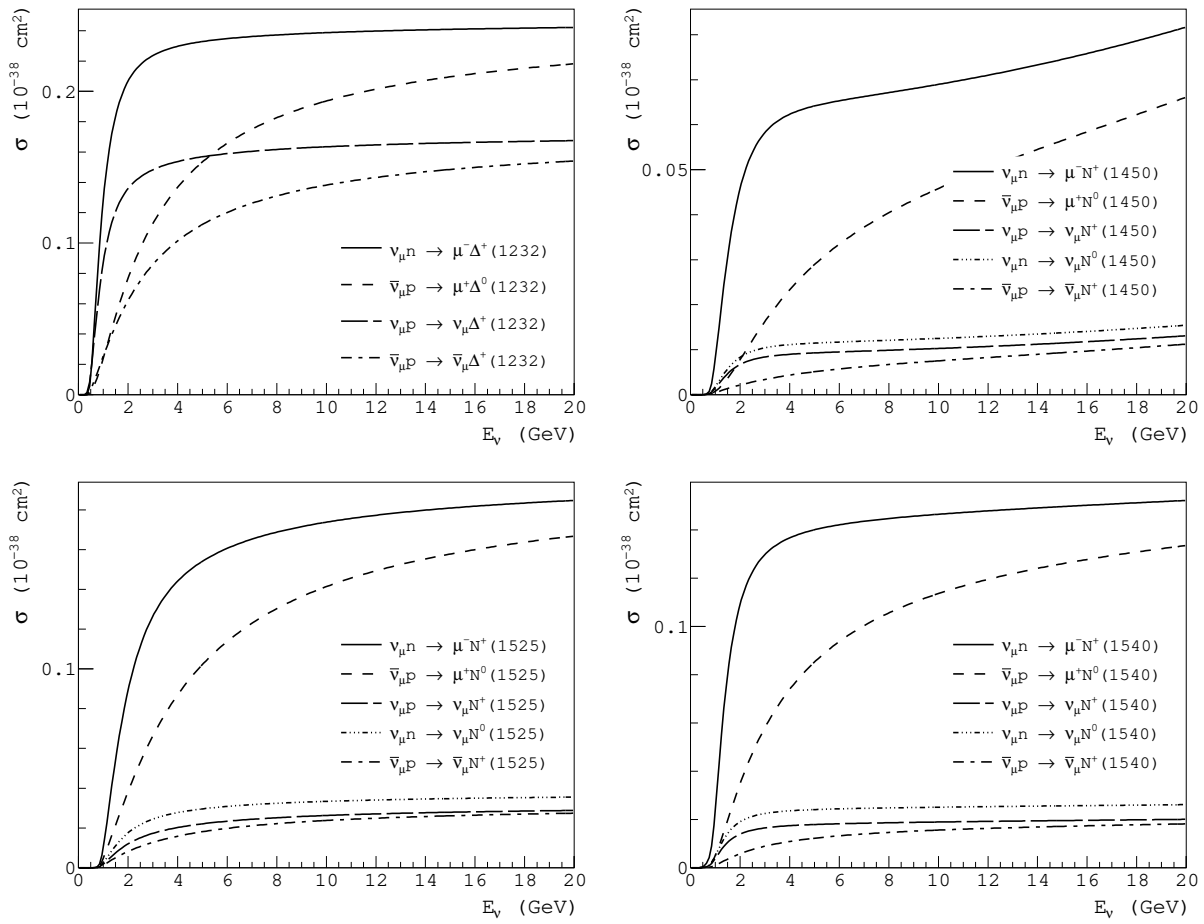 σ (10⁻³⁸ cm²)
0.2
0.1
0
νμn → μ⁻Δ⁺(1232)
ν̅μp → μ⁺Δ⁰(1232)
νμp → νμΔ⁺(1232)
ν̅μp → ν̅μΔ⁺(1232)
0 2 4 6 8 10 12 14 16 18 20
Eν (GeV)
σ (10⁻³⁸ cm²)
0.05
0
νμn → μ⁻N⁺(1450)
ν̅μp → μ⁺N⁰(1450)
νμp → νμN⁺(1450)
νμn → νμN⁰(1450)
ν̅μp → ν̅μN⁺(1450)
0 2 4 6 8 10 12 14 16 18 20
Eν (GeV)
σ (10⁻³⁸ cm²)
0.1
0
νμn → μ⁻N⁺(1525)
ν̅μp → μ⁺N⁰(1525)
νμp → νμN⁺(1525)
νμn → νμN⁰(1525)
ν̅μp → ν̅μN⁺(1525)
0 2 4 6 8 10 12 14 16 18 20
Eν (GeV)
σ (10⁻³⁸ cm²)
0.1
0
νμn → μ⁻N⁺(1540)
ν̅μp → μ⁺N⁰(1540)
νμp → νμN⁺(1540)
νμn → νμN⁰(1540)
ν̅μp → ν̅μN⁺(1540)
0 2 4 6 8 10 12 14 16 18 20
Eν (GeV)